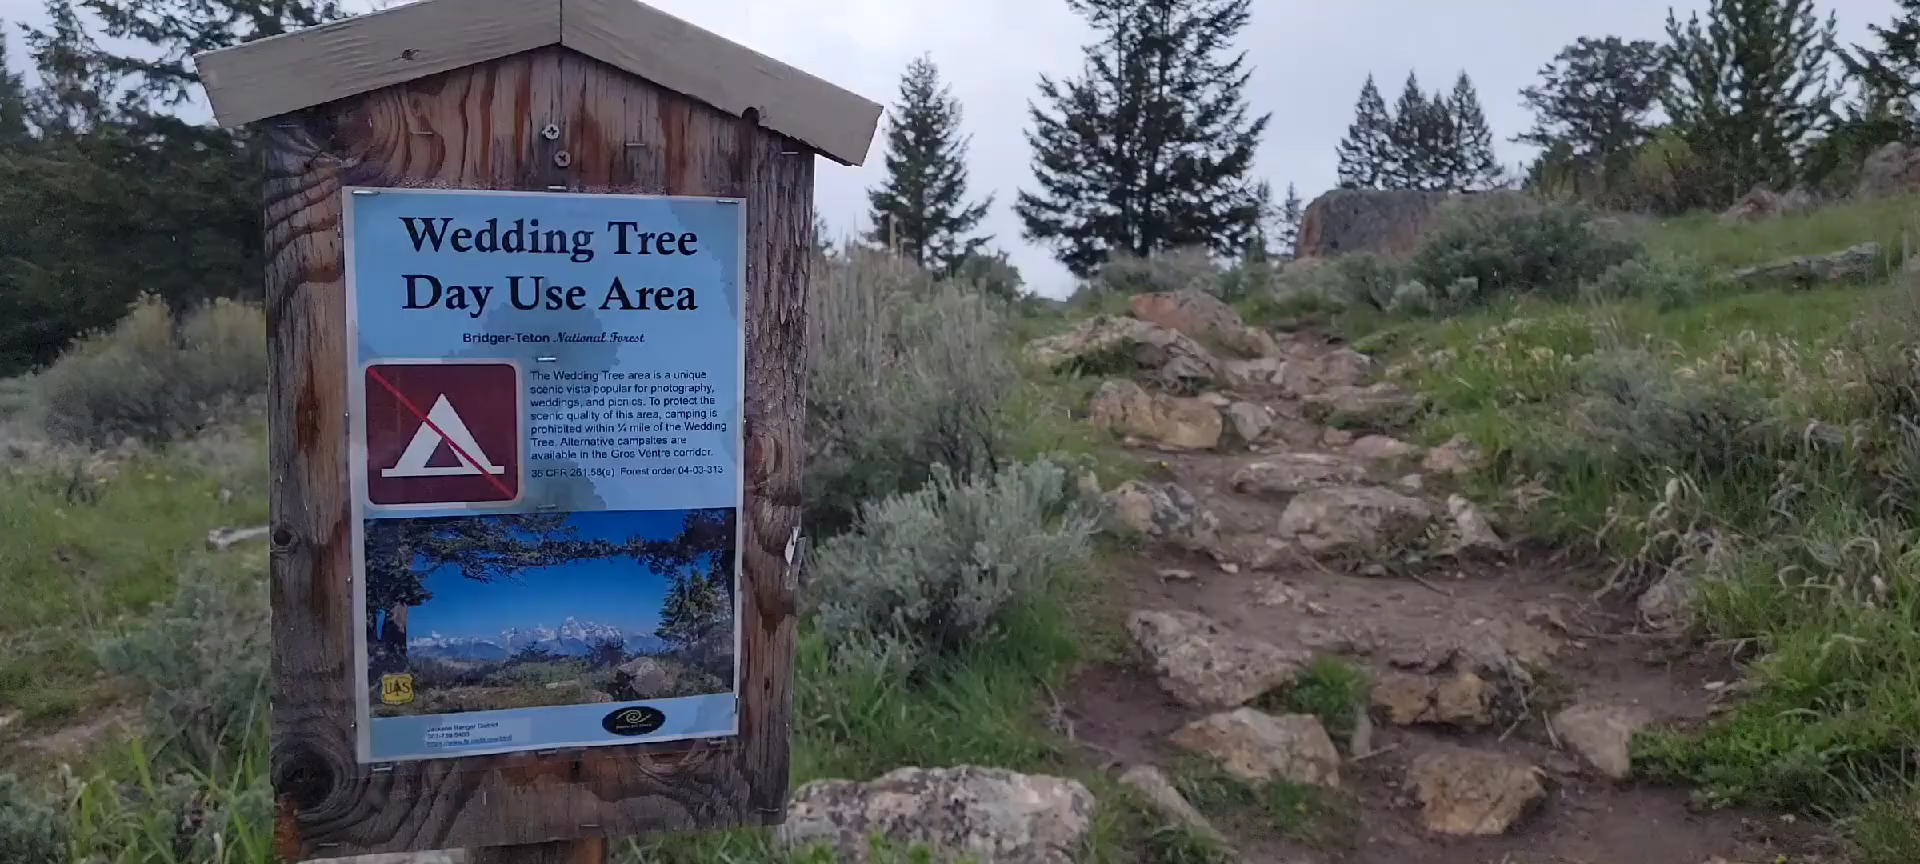 Wedding Tree
Day Use Area
Bridger-Teton National Forest
The Wedding Tree area is a unique
scenic vista popular for photography,
weddings, and picnics. To protect the
scenic quality of this area, camping is
prohibited within ¼ mile of the Wedding
Tree. Alternative campsites are
available in the Gros Ventre corridor.
36 CFR 261.58(e) Forest order 04-03-313
UAS
Jackson Ranger District